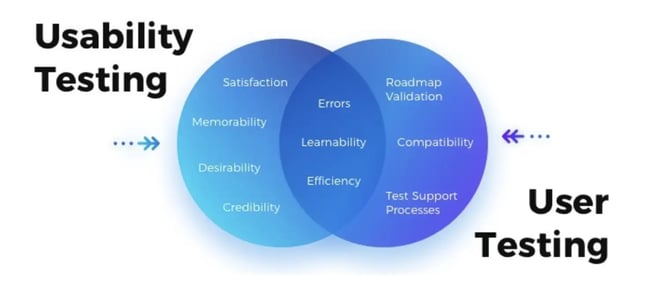 Usability
Testing
Satisfaction
Memorability
Desirability
Credibility
Errors
Learnability
Efficiency
Roadmap
Validation
Compatibility
Test Support
Processes
User
Testing